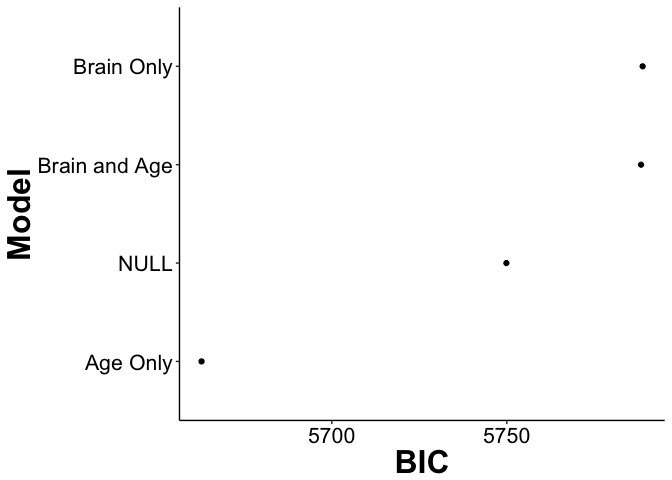 Brain Only
Brain and Age
NULL
Age Only
Model
5700 5750
BIC